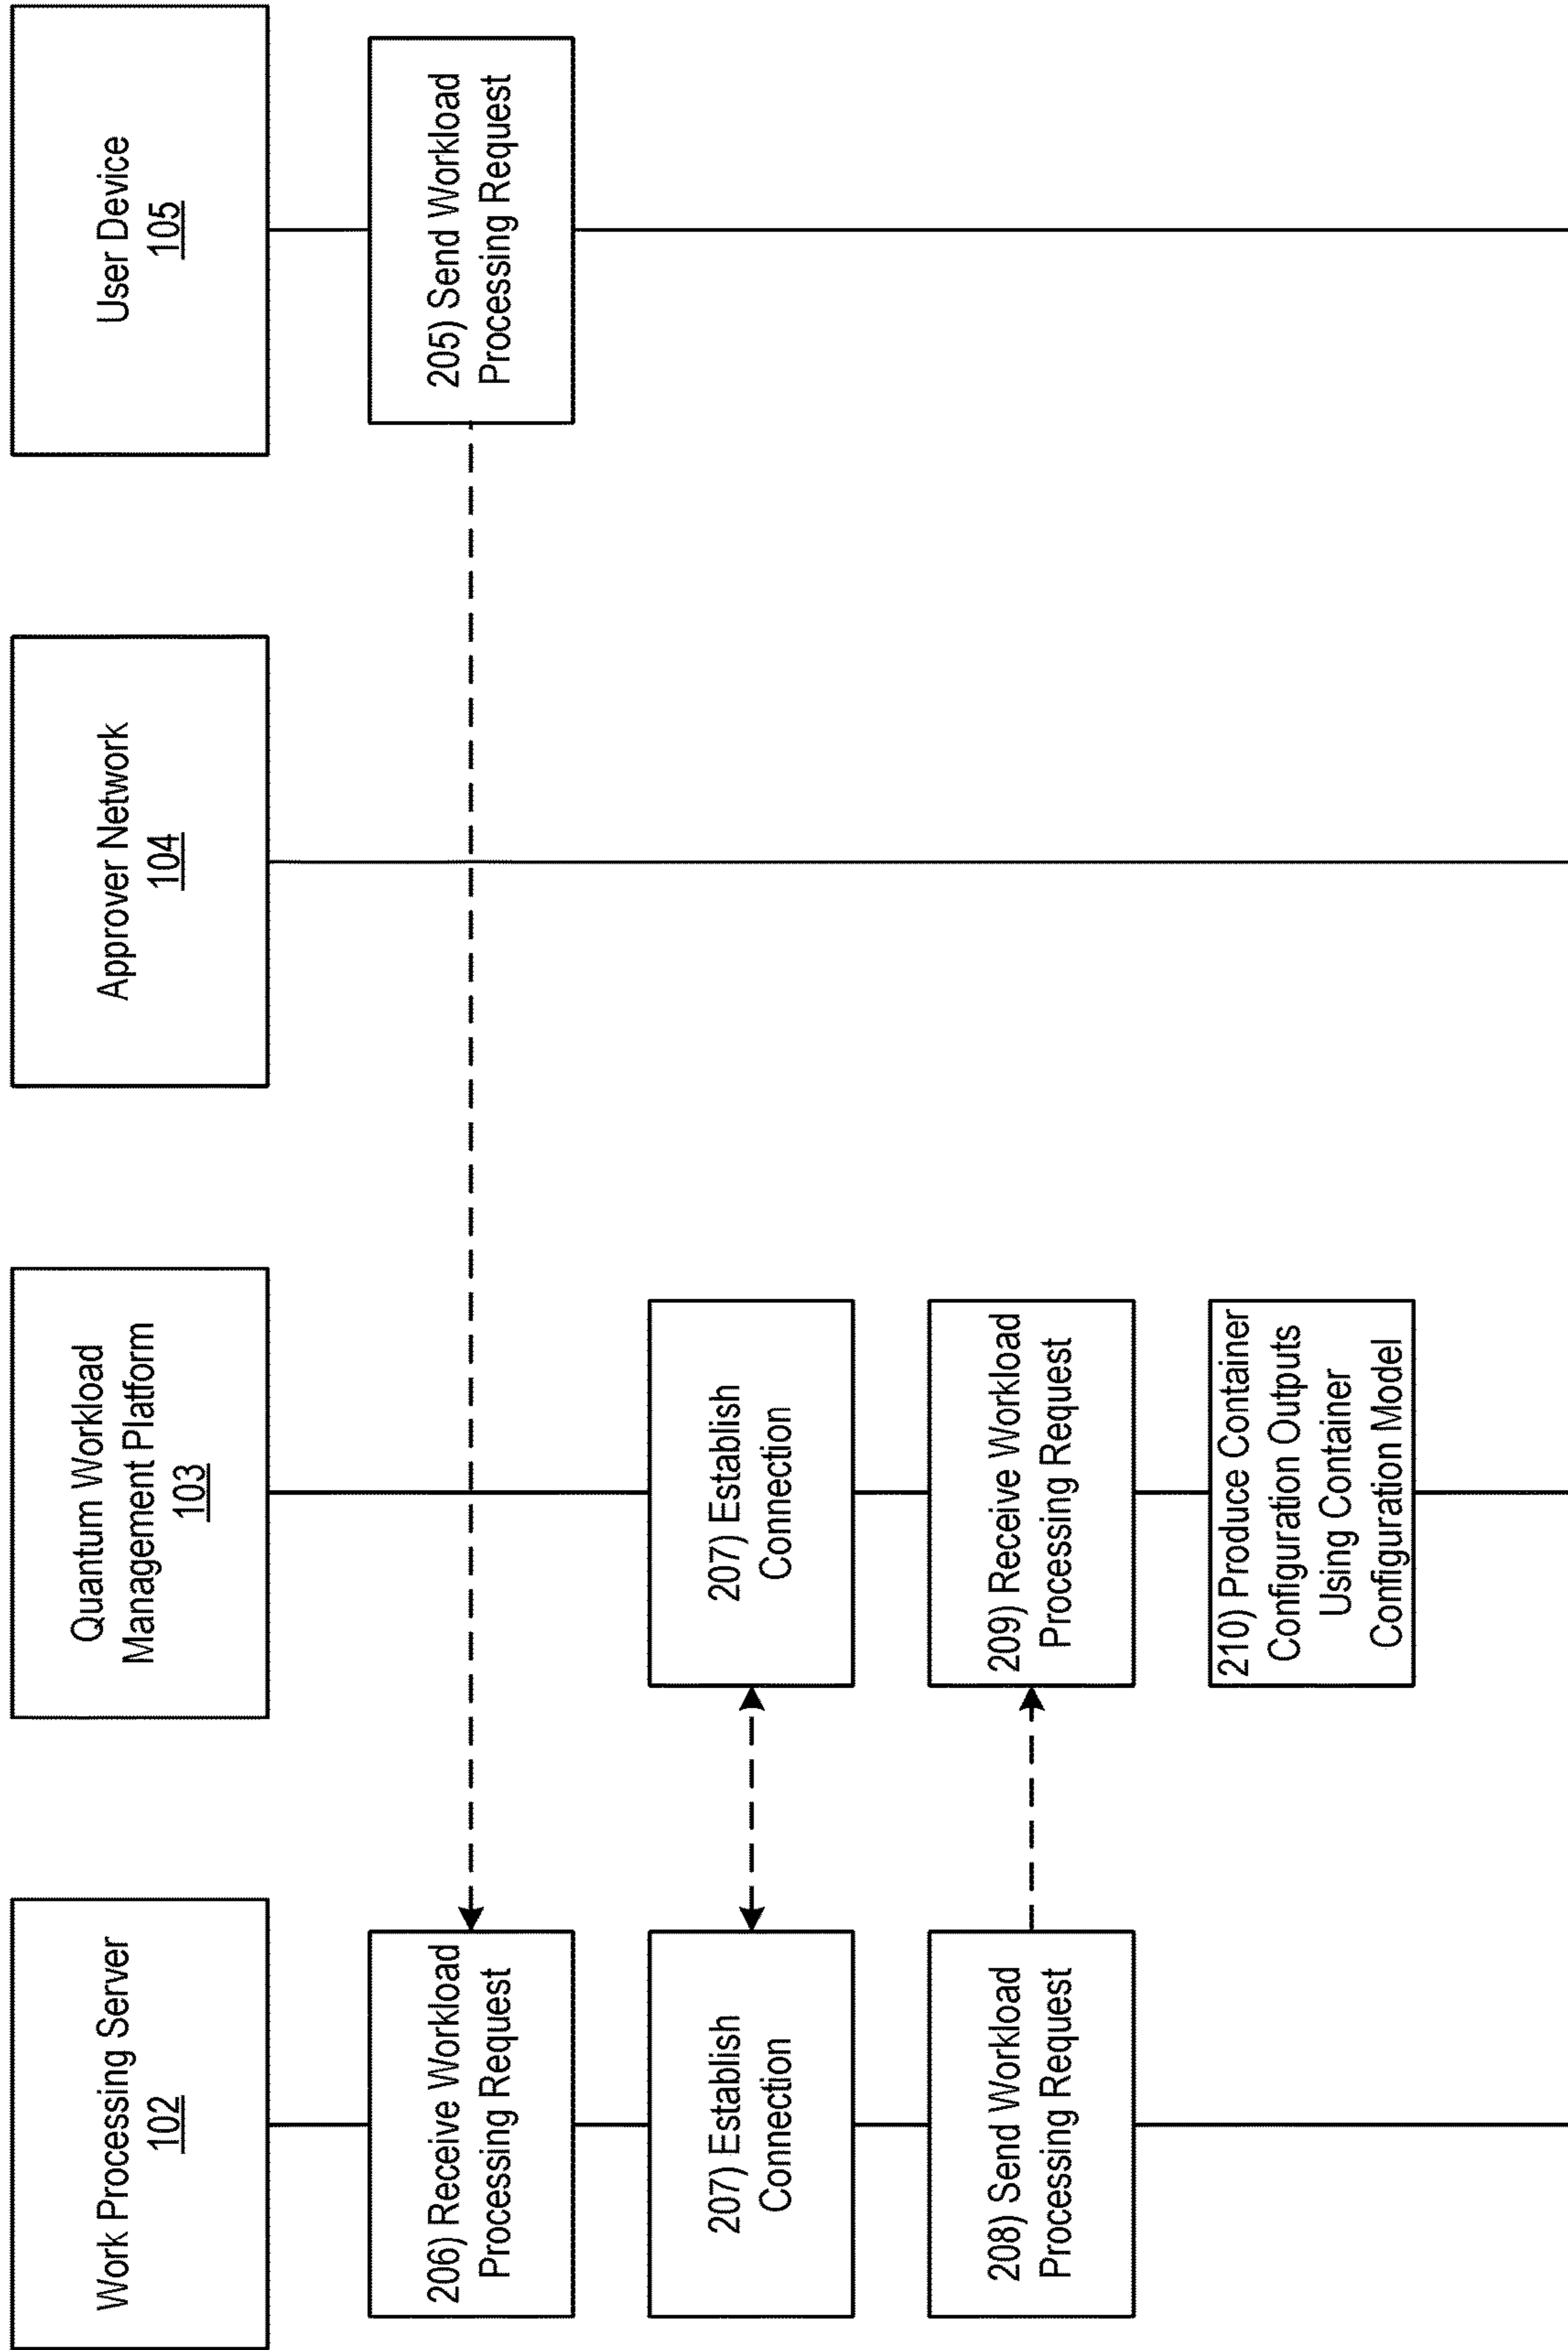 Work Processing Server
102
Quantum Workload
Management Platform
103
Approver Network
104
User Device
105
205) Send Workload
Processing Request
206) Receive Workload
Processing Request
207) Establish
Connection
207) Establish
Connection
208) Send Workload
Processing Request
209) Receive Workload
Processing Request
210) Produce Container
Configuration Outputs
Using Container
Configuration Model